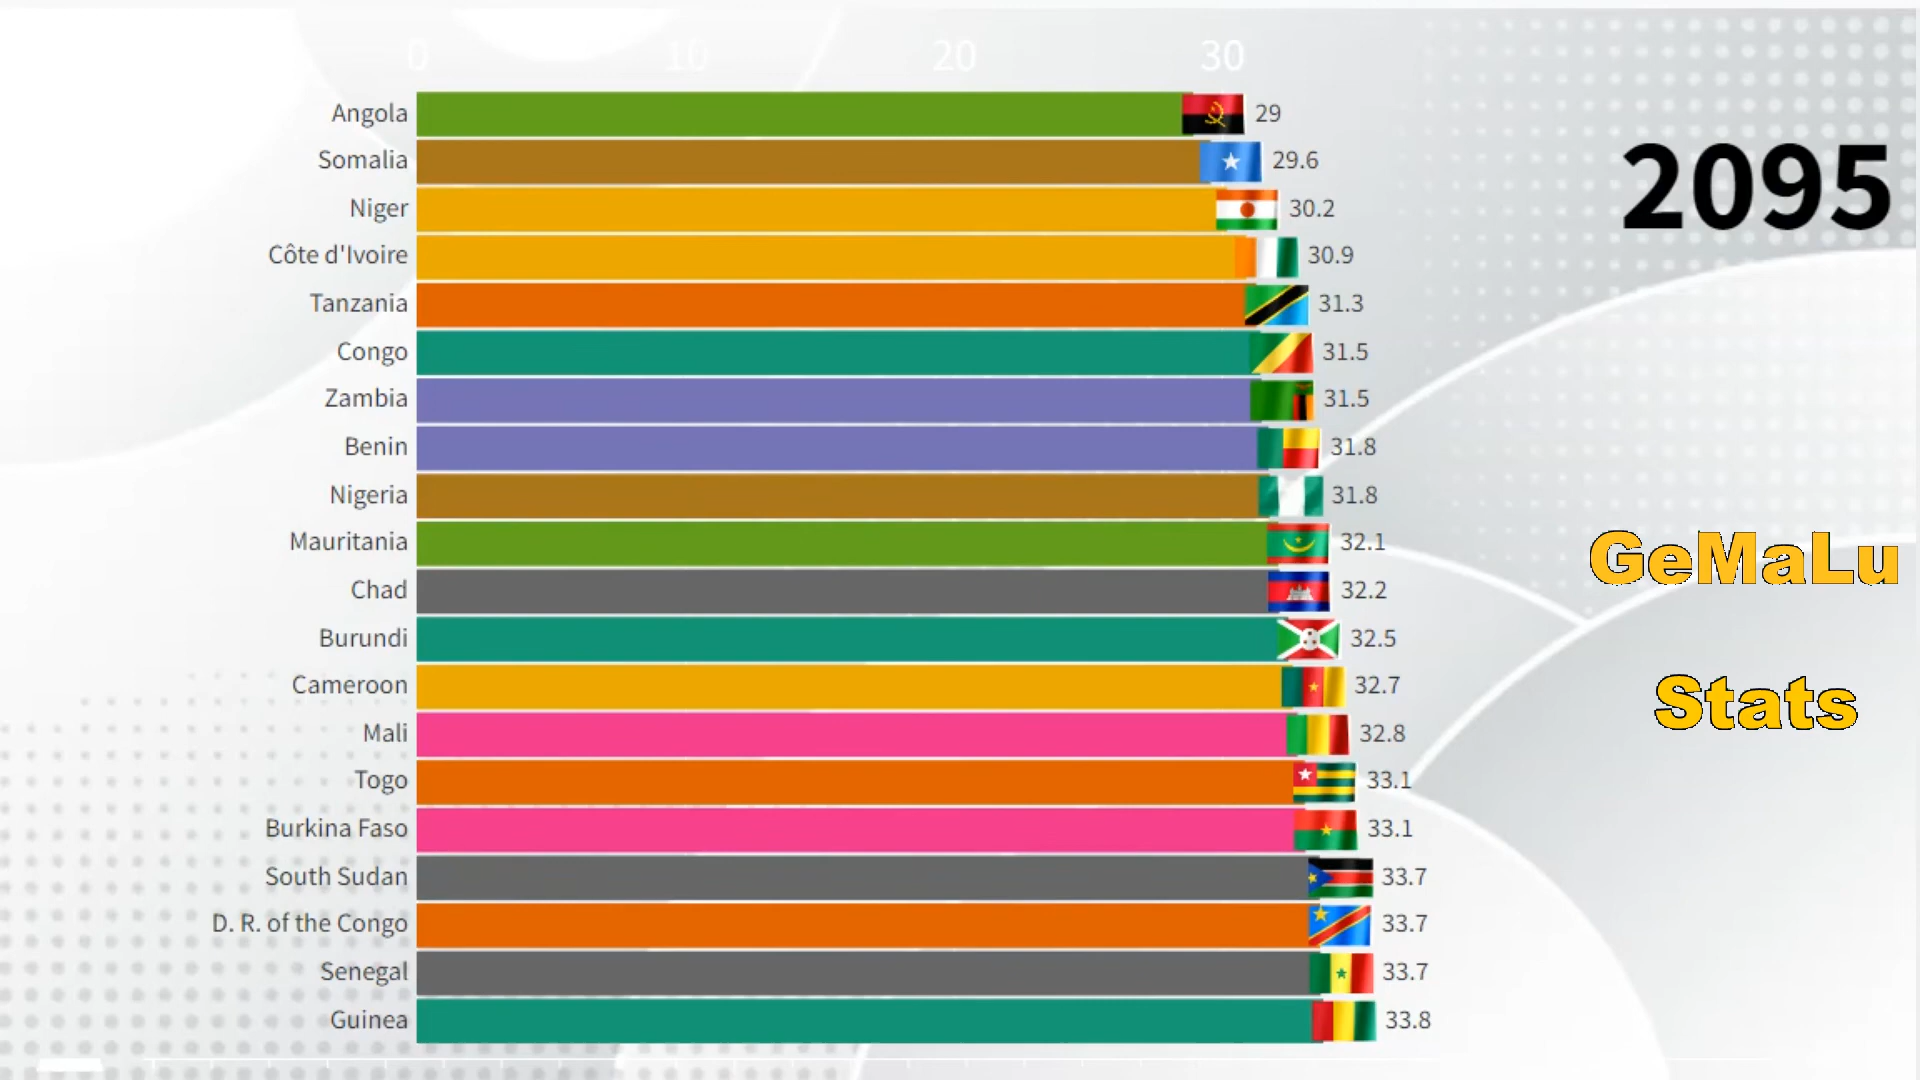 0 10 20 30
Angola 29
Somalia 29.6
Niger 30.2
Côte d'Ivoire 30.9
Tanzania 31.3
Congo 31.5
Zambia 31.5
Benin 31.8
Nigeria 31.8
Mauritania 32.1
Chad 32.2
Burundi 32.5
Cameroon 32.7
Mali 32.8
Togo 33.1
Burkina Faso 33.1
South Sudan 33.7
D. R. of the Congo 33.7
Senegal 33.7
Guinea 33.8
2095
GeMaLu
Stats